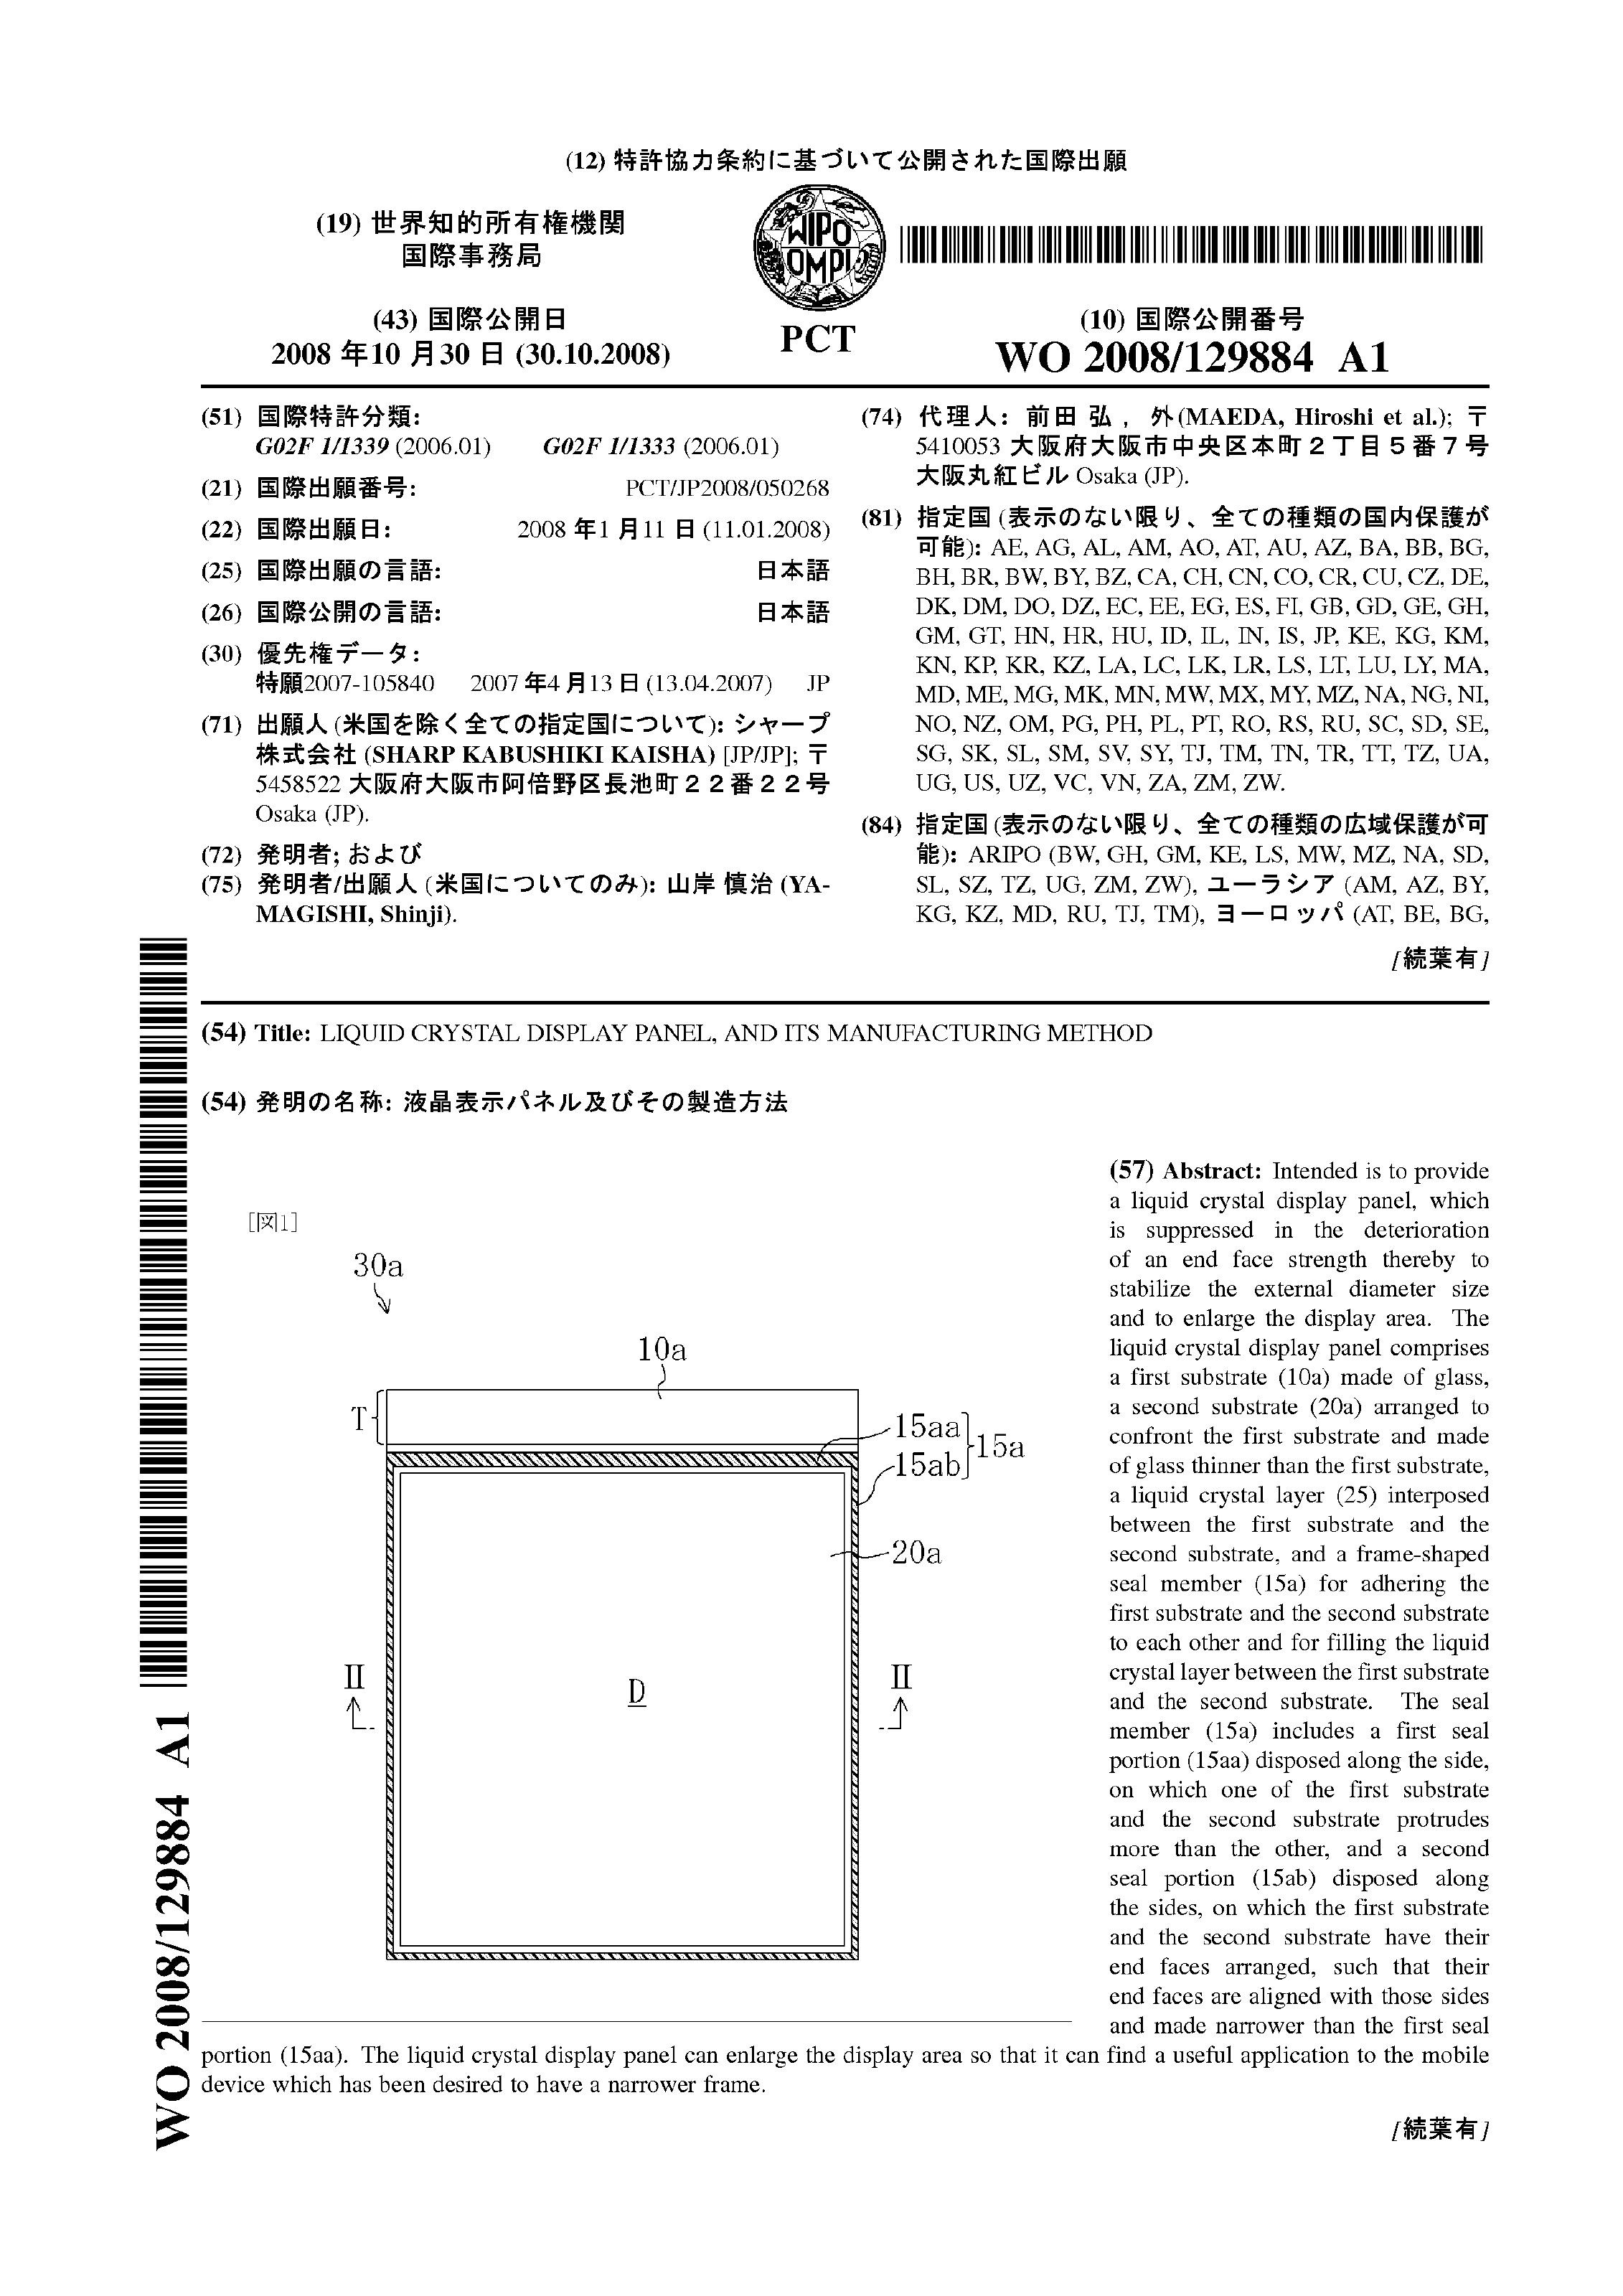 (12) 特許協力条約に基づいて公開された国際出願
(19) 世界知的所有権機関
国際事務局
WIPO
OMPI
(43) 国際公開日
2008 年10 月30 日 (30.10.2008)
PCT
(10) 国際公開番号
WO 2008/129884 A1
(51) 国際特許分類:
G02F 1/1339 (2006.01) G02F 1/1333 (2006.01)
(21) 国際出願番号: PCT/JP2008/050268
(22) 国際出願日: 2008 年1 月11 日 (11.01.2008)
(25) 国際出願の言語: 日本語
(26) 国際公開の言語: 日本語
(30) 優先権データ:
特願2007-105840 2007 年4 月13 日 (13.04.2007) JP
(71) 出願人 (米国を除く全ての指定国について): シャープ
株式会社 (SHARP KABUSHIKI KAISHA) [JP/JP]; 〒
5458522 大阪府大阪市阿倍野区長池町２２番２２号
Osaka (JP).
(72) 発明者; および
(75) 発明者/出願人 (米国についてのみ): 山岸 慎治 (YA-
MAGISHI, Shinji).
(74) 代理人: 前田 弘 , 外(MAEDA, Hiroshi et al.); 〒
5410053 大阪府大阪市中央区本町２丁目５番７号
大阪丸紅ビル Osaka (JP).
(81) 指定国 (表示のない限り、全ての種類の国内保護が
可能): AE, AG, AL, AM, AO, AT, AU, AZ, BA, BB, BG,
BH, BR, BW, BY, BZ, CA, CH, CN, CO, CR, CU, CZ, DE,
DK, DM, DO, DZ, EC, EE, EG, ES, FI, GB, GD, GE, GH,
GM, GT, HN, HR, HU, ID, IL, IN, IS, JP, KE, KG, KM,
KN, KP, KR, KZ, LA, LC, LK, LR, LS, LT, LU, LY, MA,
MD, ME, MG, MK, MN, MW, MX, MY, MZ, NA, NG, NI,
NO, NZ, OM, PG, PH, PL, PT, RO, RS, RU, SC, SD, SE,
SG, SK, SL, SM, SV, SY, TJ, TM, TN, TR, TT, TZ, UA,
UG, US, UZ, VC, VN, ZA, ZM, ZW.
(84) 指定国 (表示のない限り、全ての種類の広域保護が可
能): ARIPO (BW, GH, GM, KE, LS, MW, MZ, NA, SD,
SL, SZ, TZ, UG, ZM, ZW), ユーラシア (AM, AZ, BY,
KG, KZ, MD, RU, TJ, TM), ヨーロッパ (AT, BE, BG,
[続葉有]
(54) Title: LIQUID CRYSTAL DISPLAY PANEL, AND ITS MANUFACTURING METHOD
(54) 発明の名称: 液晶表示パネル及びその製造方法
[図1]
30a
10a
T
15aa
15ab
15a
20a
II
II
D
(57) Abstract: Intended is to provide
a liquid crystal display panel, which
is suppressed in the deterioration
of an end face strength thereby to
stabilize the external diameter size
and to enlarge the display area. The
liquid crystal display panel comprises
a first substrate (10a) made of glass,
a second substrate (20a) arranged to
confront the first substrate and made
of glass thinner than the first substrate,
a liquid crystal layer (25) interposed
between the first substrate and the
second substrate, and a frame-shaped
seal member (15a) for adhering the
first substrate and the second substrate
to each other and for filling the liquid
crystal layer between the first substrate
and the second substrate. The seal
member (15a) includes a first seal
portion (15aa) disposed along the side,
on which one of the first substrate
and the second substrate protrudes
more than the other, and a second
seal portion (15ab) disposed along
the sides, on which the first substrate
and the second substrate have their
end faces arranged, such that their
end faces are aligned with those sides
and made narrower than the first seal
portion (15aa). The liquid crystal display panel can enlarge the display area so that it can find a useful application to the mobile
device which has been desired to have a narrower frame.
[続葉有]
WO 2008/129884 A1